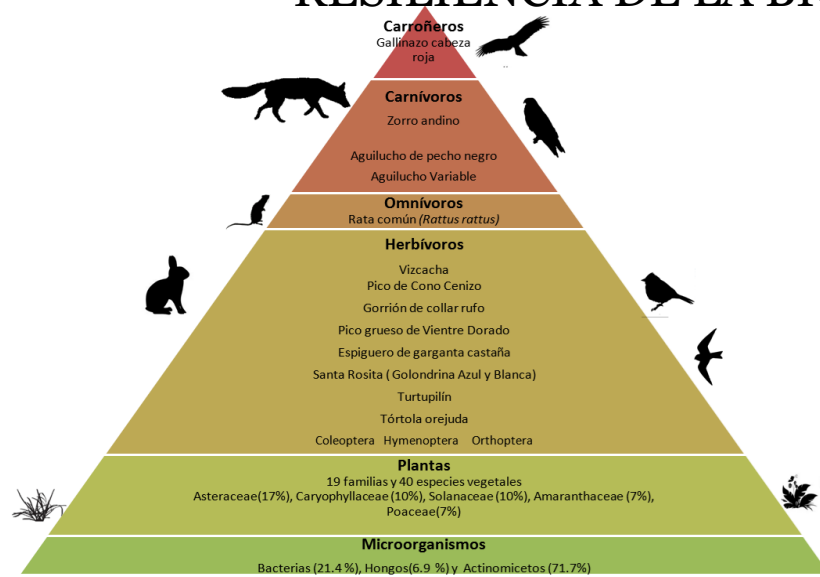 RESILIENCIA DE LA
Carroñeros
Gallinazo cabeza
roja
Carnívoros
Zorro andino
Aguilucho de pecho negro
Aguilucho Variable
Omnívoros
Rata común (Rattus rattus)
Herbívoros
Vizcacha
Pico de Cono Cenizo
Gorrión de collar rufo
Pico grueso de Vientre Dorado
Espiguero de garganta castaña
Santa Rosita ( Golondrina Azul y Blanca)
Turtupilín
Tórtola orejuda
Coleoptera Hymenoptera Orthoptera
Plantas
19 familias y 40 especies vegetales
Asteraceae(17%), Caryophyllaceae (10%), Solanaceae (10%), Amaranthaceae (7%),
Poaceae(7%)
Microorganismos
Bacterias (21.4 %), Hongos(6.9 %) y Actinomicetos (71.7%)